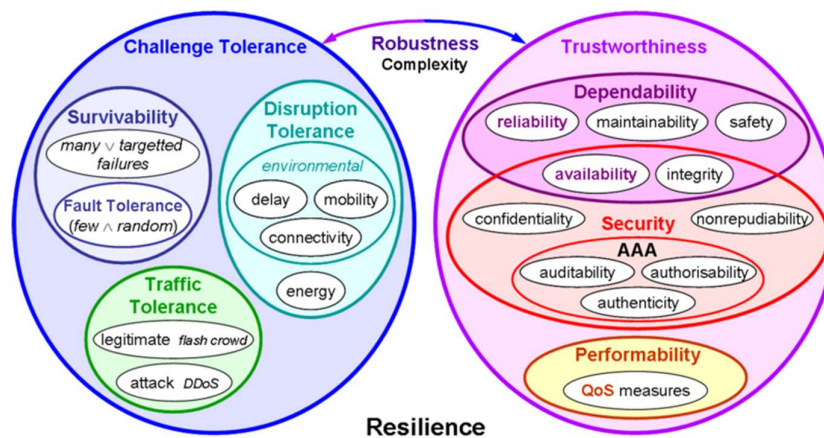 Challenge Tolerance
Robustness
Complexity
Trustworthiness
Survivability
many ∨ targetted
failures
Fault Tolerance
(few ∧ random)
Disruption
Tolerance
environmental
delay
mobility
connectivity
energy
Traffic
Tolerance
legitimate flash crowd
attack DDoS
Dependability
reliability
maintainability
safety
availability
integrity
confidentiality
Security
nonrepudiability
AAA
auditability
authorisability
authenticity
Performability
QoS measures
Resilience